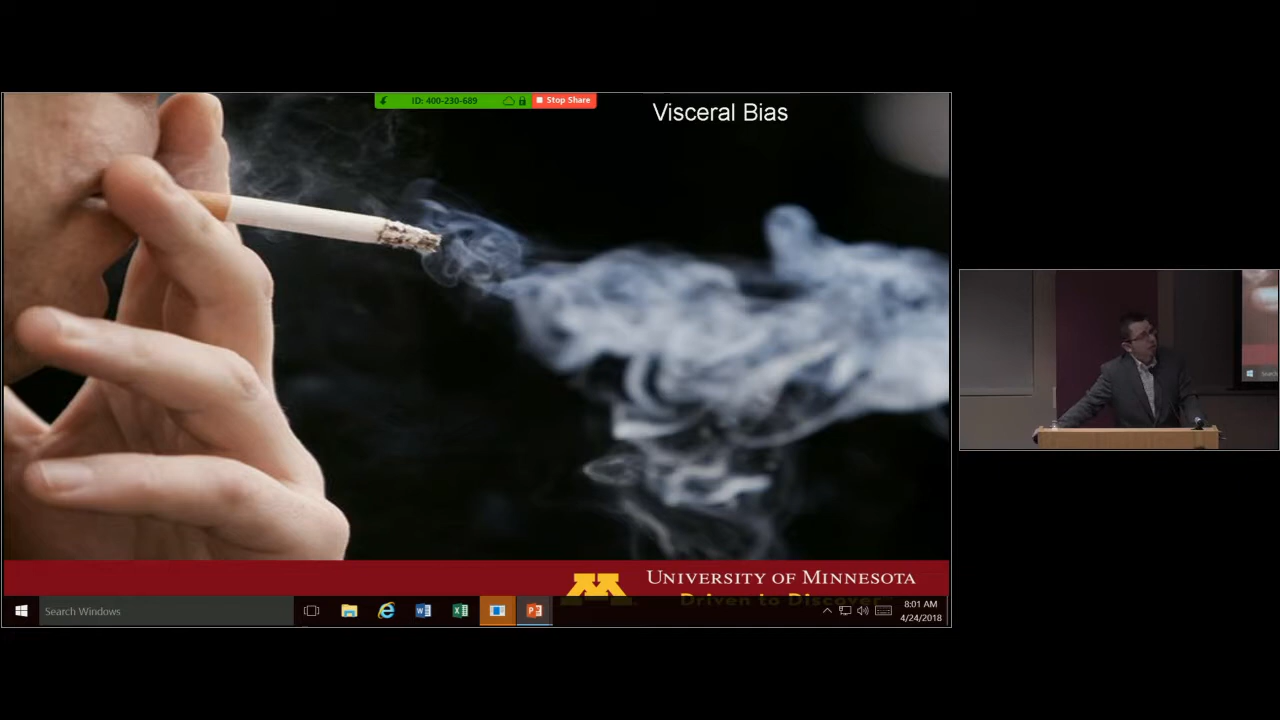 ID: 400-230-689
Stop Share
Visceral Bias
UNIVERSITY OF MINNESOTA
Driven to Discover
Search Windows
8:01 AM
4/24/2018